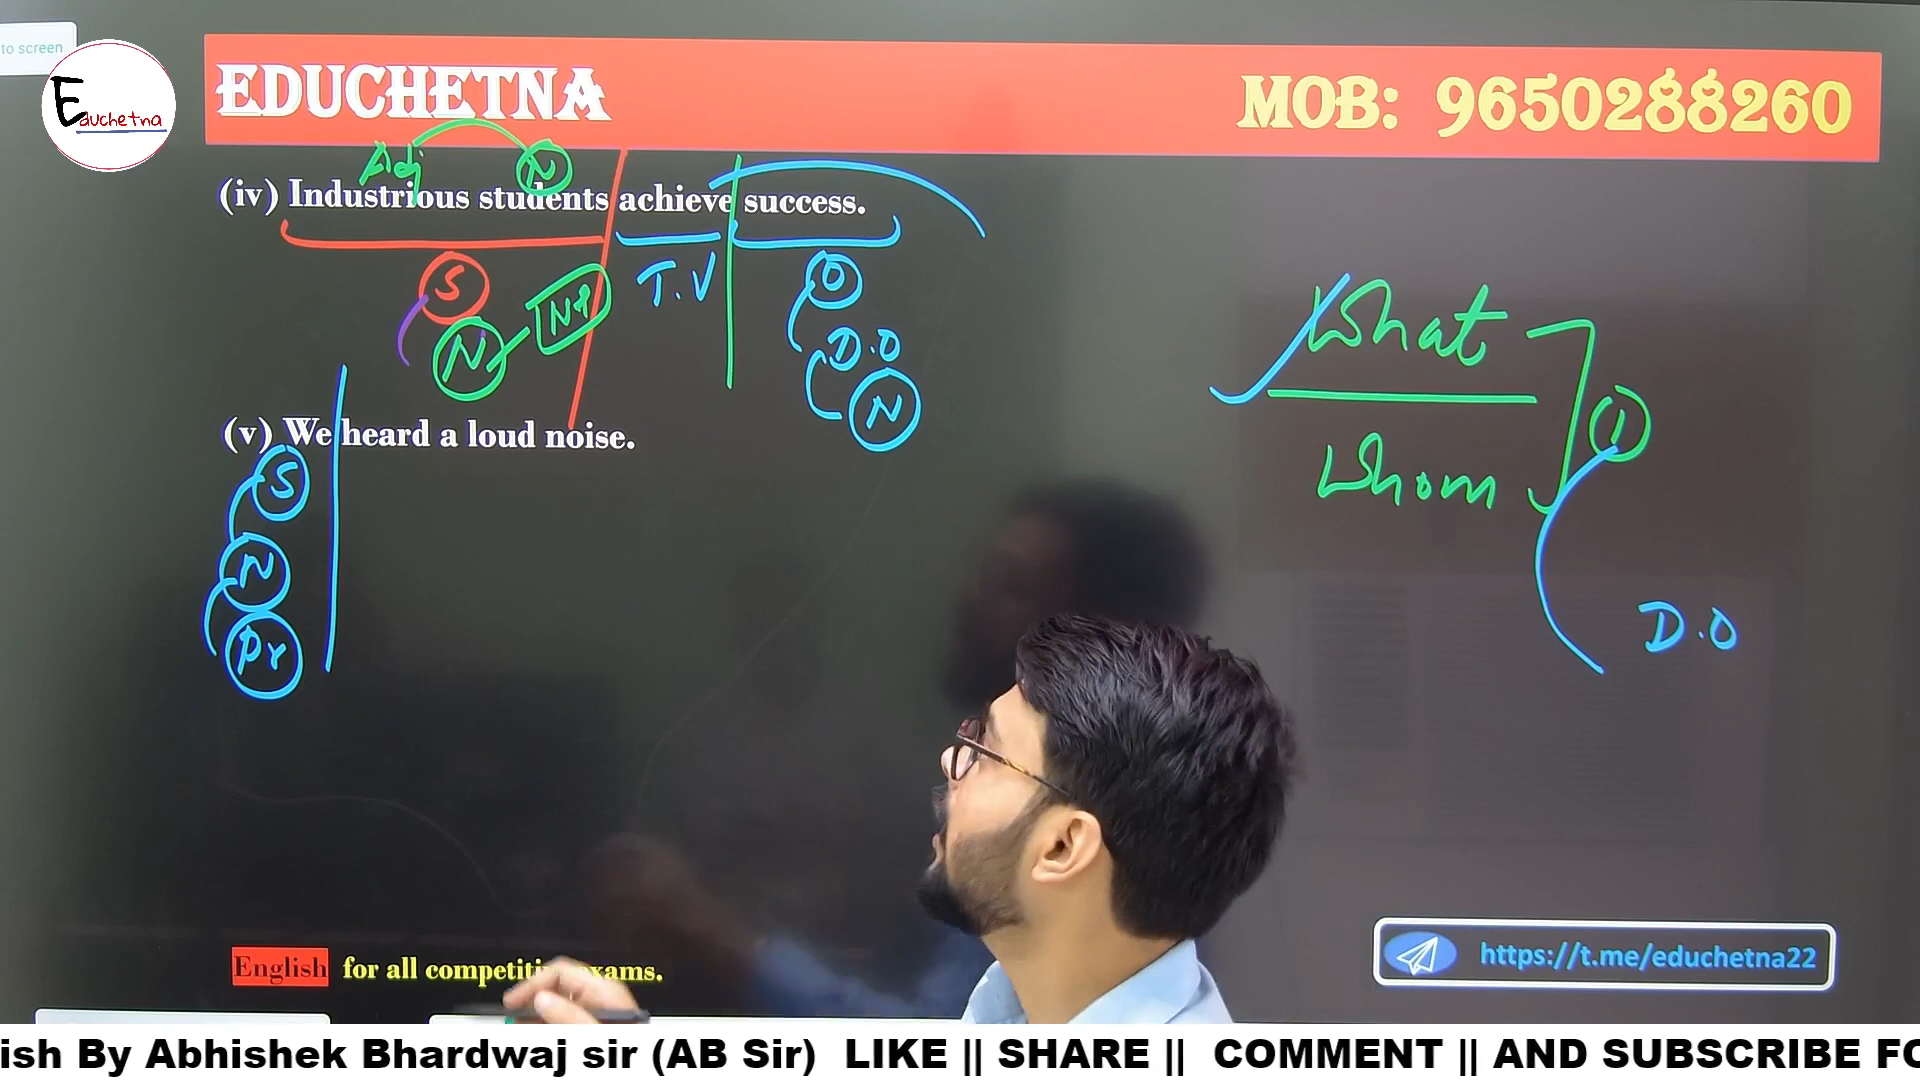 to screen
Educhetna
EDUCHETNA
MOB: 9650288260
Adj N
(iv) Industrious students achieve success.
S T.V O
N NP D.O
N
What
Whom
1
D.O
(v) We heard a loud noise.
S
N
Pr
English for all competiti exams.
https://t.me/educhetna22
ish By Abhishek Bhardwaj sir (AB Sir) LIKE || SHARE || COMMENT || AND SUBSCRIBE FO